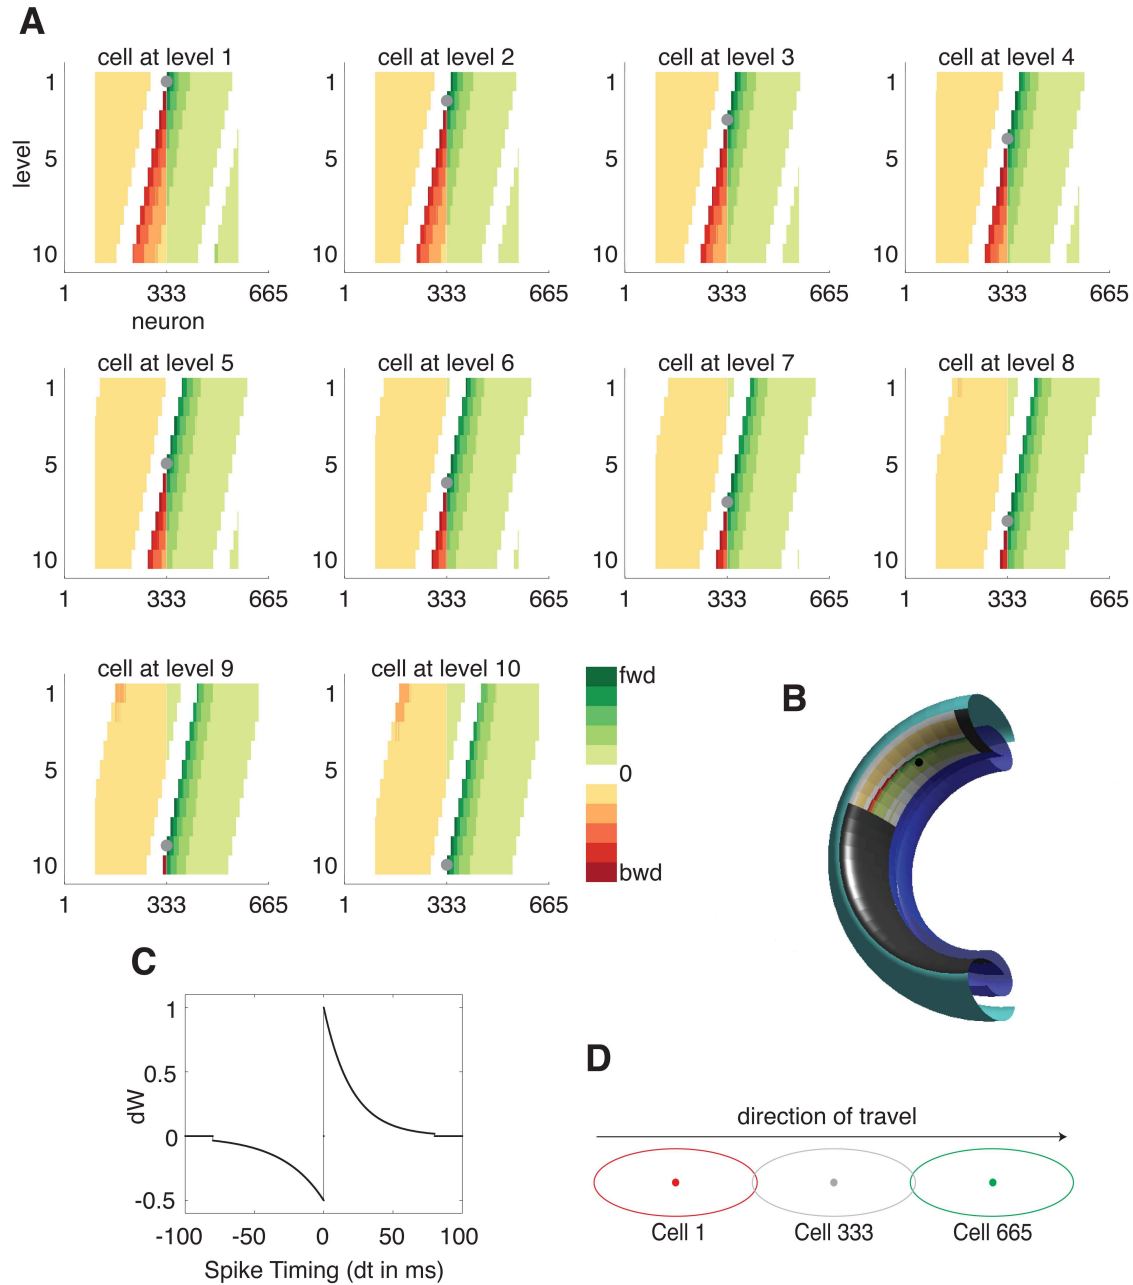 A
cell at level 1
cell at level 2
cell at level 3
cell at level 4
1
5
10
level
1
5
10
1
5
10
1
5
10
1 333 665
1 333 665
1 333 665
1 333 665
neuron
cell at level 5
cell at level 6
cell at level 7
cell at level 8
1
5
10
1
5
10
1
5
10
1
5
10
1 333 665
1 333 665
1 333 665
1 333 665
cell at level 9
cell at level 10
1
5
10
1
5
10
1 333 665
1 333 665
fwd
0
bwd
B
C
1
0.5
0
-0.5
dW
-100 -50 0 50 100
Spike Timing (dt in ms)
D
direction of travel
Cell 1
Cell 333
Cell 665